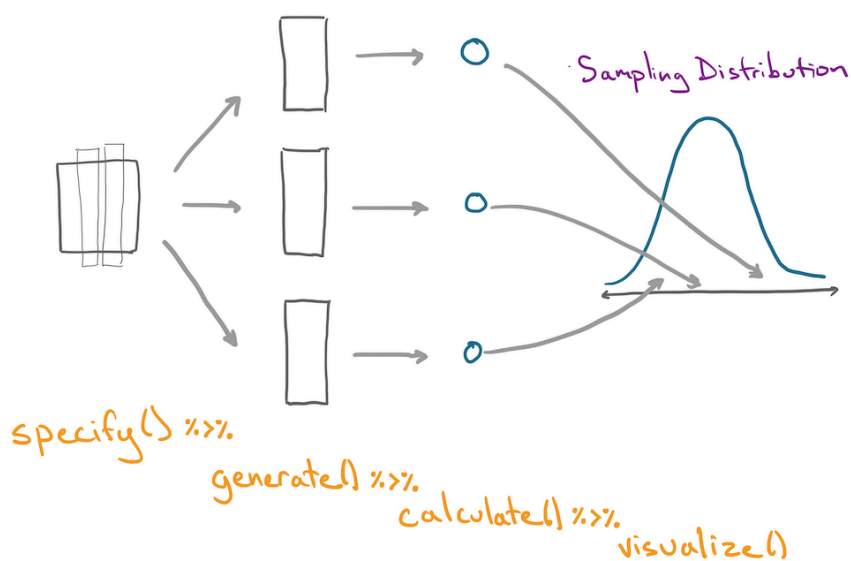 Sampling Distribution
specify() %>%
generate() %>%
calculate() %>%
visualize()